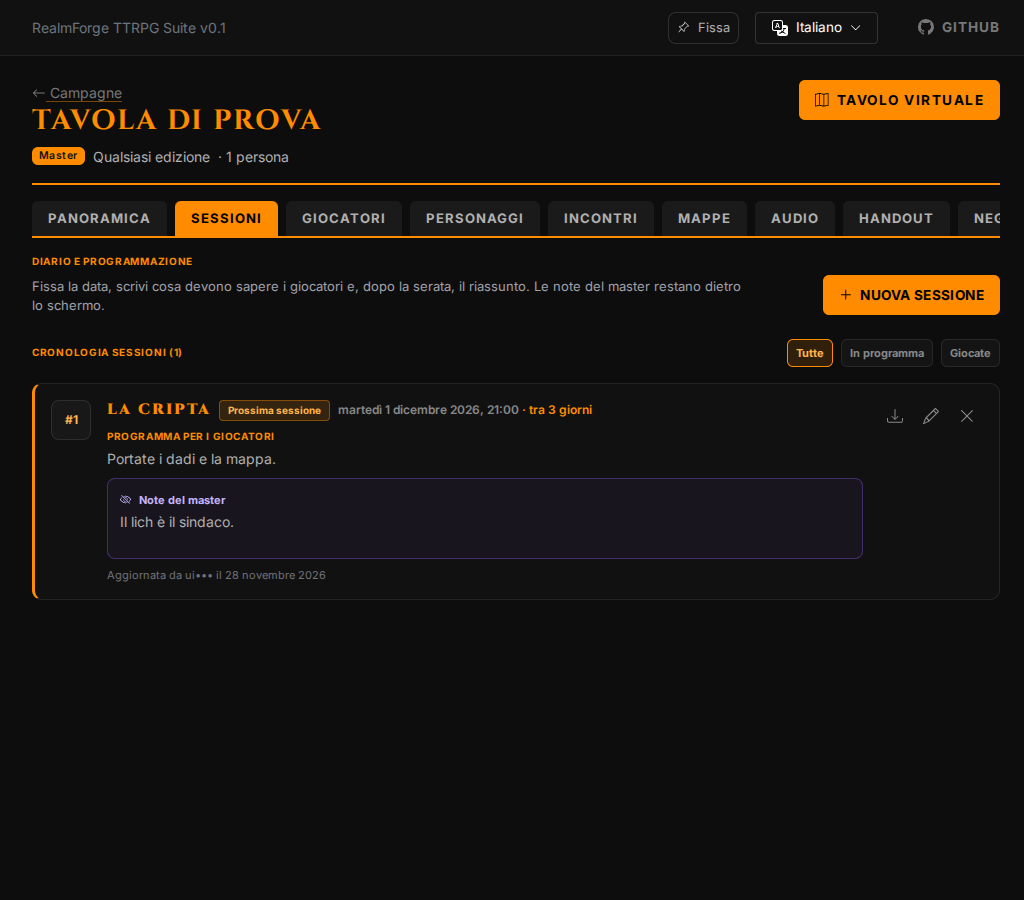 RealmForge TTRPG Suite v0.1
Fissa
Italiano
GITHUB
← Campagne
TAVOLA DI PROVA
TAVOLO VIRTUALE
Master Qualsiasi edizione · 1 persona
PANORAMICA SESSIONI GIOCATORI PERSONAGGI INCONTRI MAPPE AUDIO HANDOUT
DIARIO E PROGRAMMAZIONE
Fissa la data, scrivi cosa devono sapere i giocatori e, dopo la serata, il riassunto. Le note del master restano dietro
lo schermo.
+ NUOVA SESSIONE
CRONOLOGIA SESSIONI (1)
Tutte In programma Giocate
#1
LA CRIPTA Prossima sessione martedì 1 dicembre 2026, 21:00 · tra 3 giorni
PROGRAMMA PER I GIOCATORI
Portate i dadi e la mappa.
Note del master
Il lich è il sindaco.
Aggiornata da ui••• il 28 novembre 2026